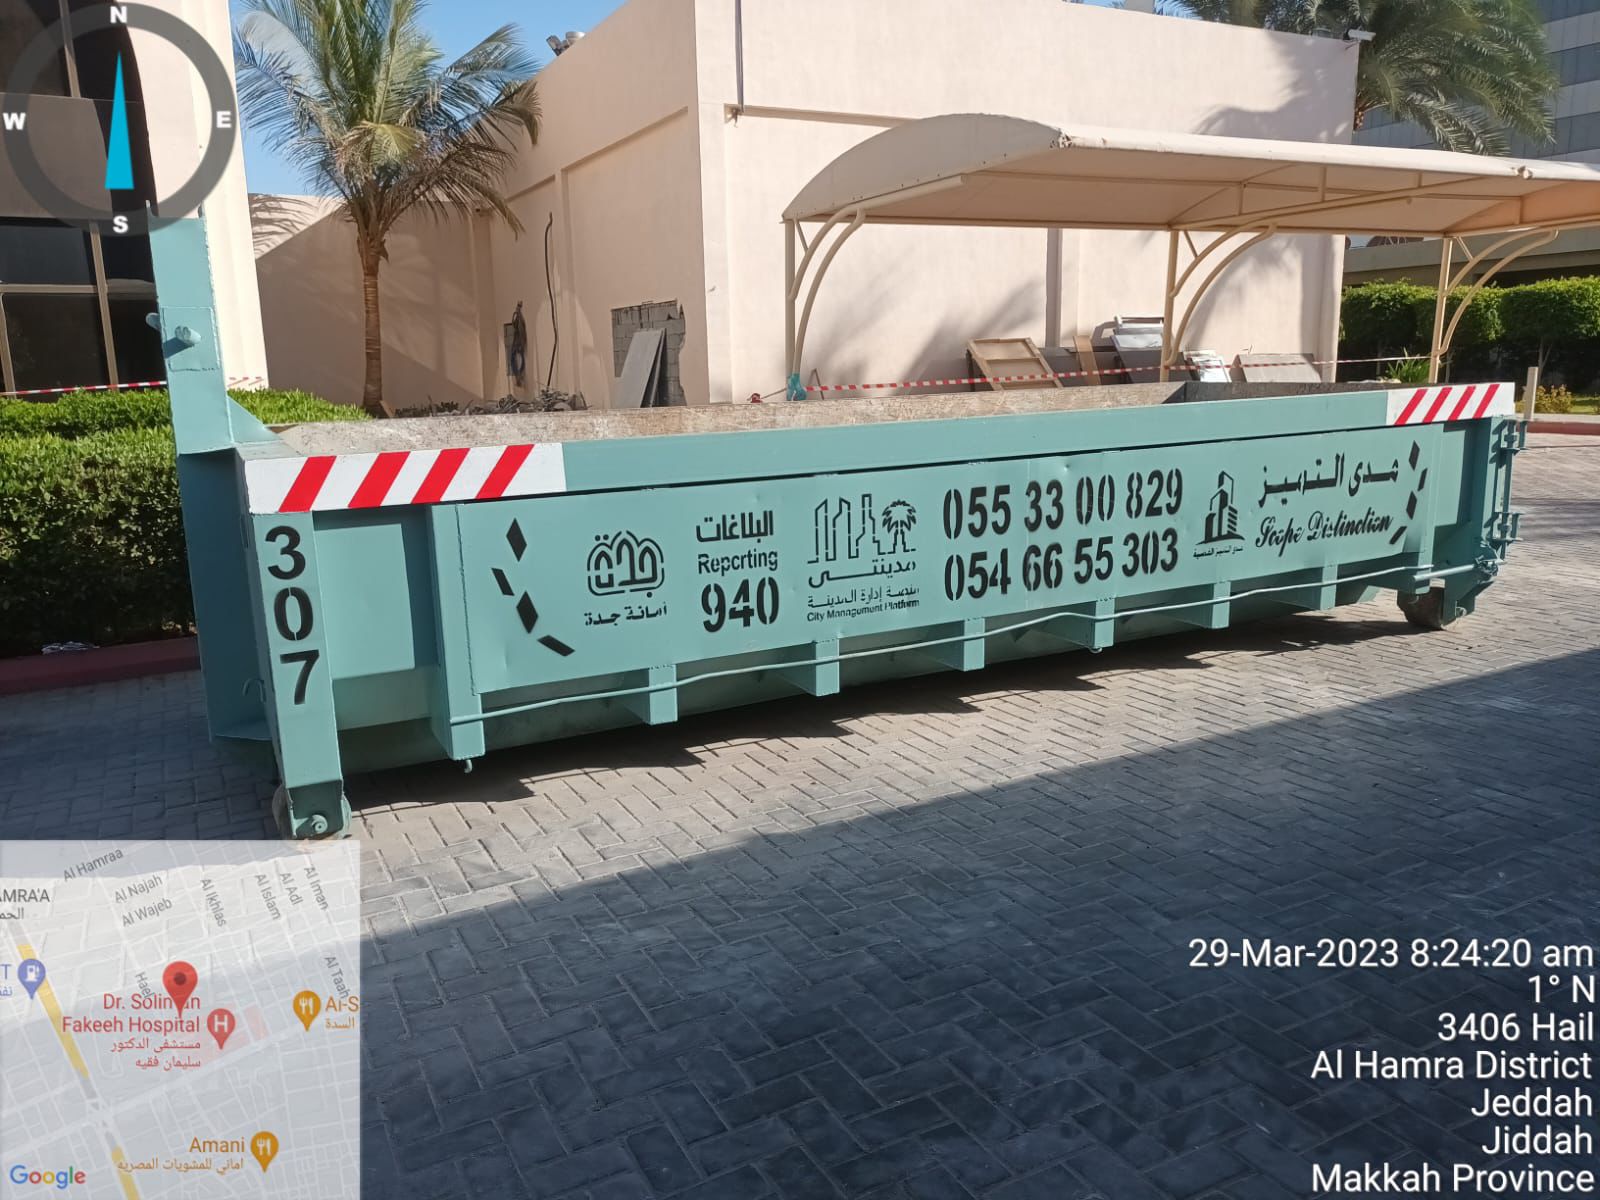 N
W
E
S
307
جدة
أمانة جدة
البلاغات
Reporting
940
مدينتي
منصة إدارة المدينة
City Management Platform
055 33 00 829
054 66 55 303
مدى التميز
Scope Distinction
Al Hamraa
AMRA'A
Al Najah
Al Wajeb
Al Ikhlas
Al Islam
Al Adl
Al Iman
Al Taah
Dr. Soliman
Fakeeh Hospital
مستشفى الدكتور
سليمان فقيه
السدة
Amani
اماني للمشويات المصريه
Google
29-Mar-2023 8:24:20 am
1° N
3406 Hail
Al Hamra District
Jeddah
Jiddah
Makkah Province